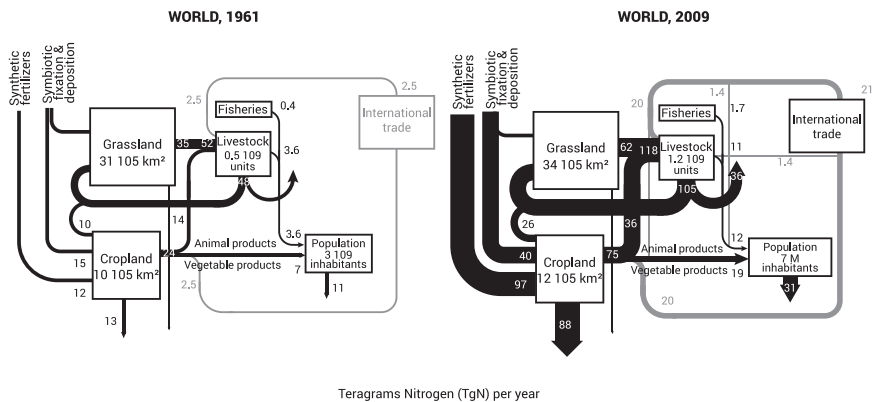 WORLD, 1961
Synthetic
fertilizers
Symbiotic
fixation &
deposition
2.5
2.5
Fisheries
0.4
International
trade
Grassland
31 105 km²
35
52
Livestock
0.5 109
units
3.6
48
10
14
Cropland
10 105 km²
24
Animal products
Vegetable products
3.6
Population
3 109
inhabitants
15
12
2.5
7
11
13
WORLD, 2009
Synthetic
fertilizers
Symbiotic
fixation &
deposition
20
1.4
21
Fisheries
1.7
International
trade
Grassland
34 105 km²
62
118
Livestock
1.2 109
units
11
1.4
105
36
26
36
Cropland
12 105 km²
40
75
97
Animal products
Vegetable products
12
Population
7 M
inhabitants
19
31
20
88
Teragrams Nitrogen (TgN) per year